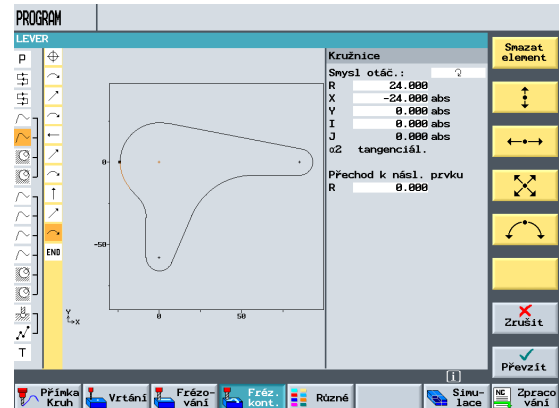 PROGRAM
LEVER
P
END
T
0
-50
0
50
Y
X
Kružnice
Smysl otáč.:
R 24.000
X -24.000 abs
Y 0.000 abs
I 0.000 abs
J 0.000 abs
α2 tangenciál.
Přechod k násl. prvku
R 0.000
Smazat
element
Zrušit
Převzít
i
Přímka
Kruh
Vrtání
Frézo-
vání
Fréz.
kont.
Různé
Simu-
lace
NC
Zpraco
vání